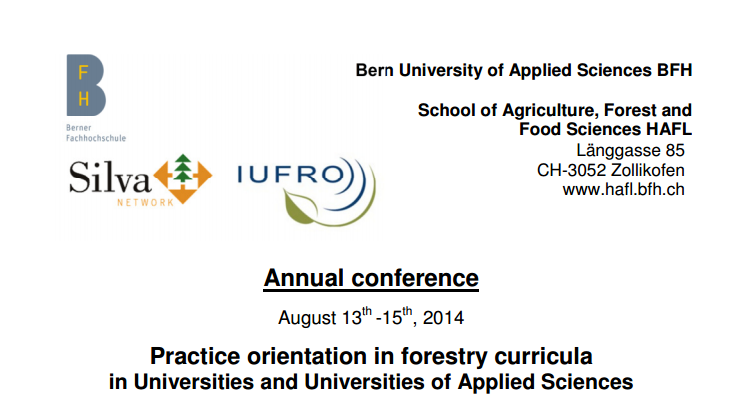 B
F
H
Berner
Fachhochschule
Silva
NETWORK
IUFRO
Bern University of Applied Sciences BFH
School of Agriculture, Forest and
Food Sciences HAFL
Länggasse 85
CH-3052 Zollikofen
www.hafl.bfh.ch
Annual conference
August 13th -15th, 2014
Practice orientation in forestry curricula
in Universities and Universities of Applied Sciences